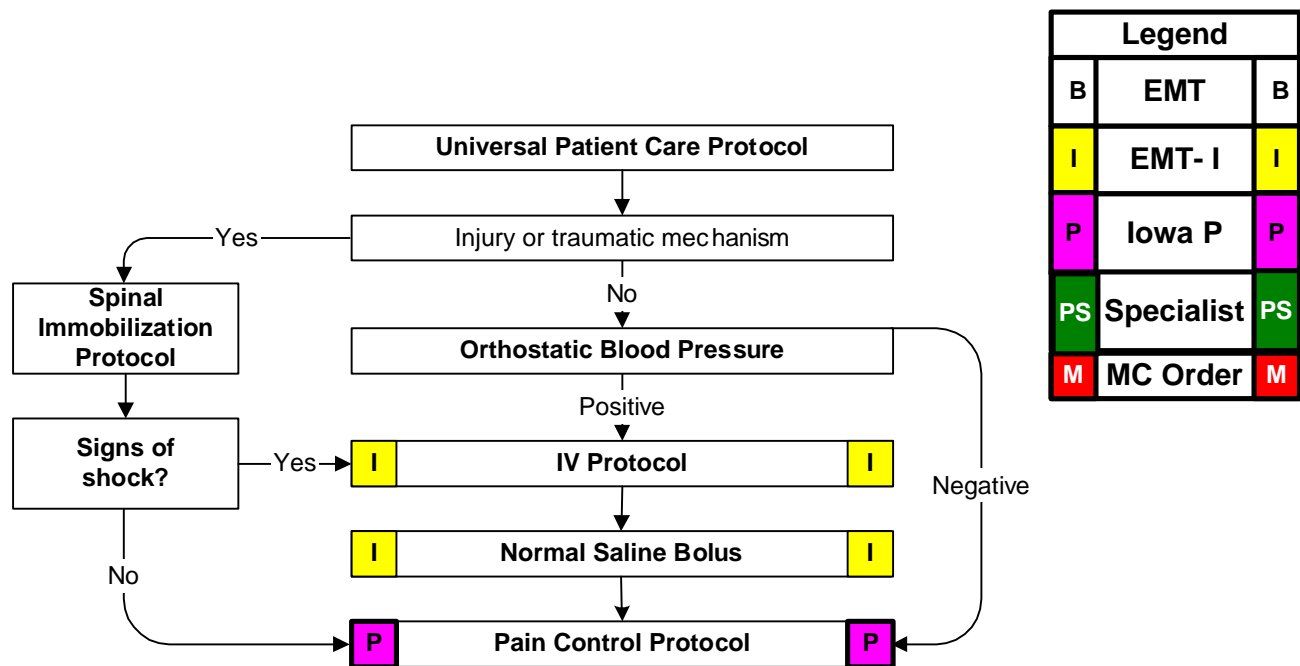 Legend
B EMT B
I EMT- I I
P Iowa P P
PS Specialist PS
M MC Order M
Universal Patient Care Protocol
Yes
Injury or traumatic mechanism
No
Spinal
Immobilization
Protocol
Orthostatic Blood Pressure
Positive
Signs of
shock?
Yes
I IV Protocol I
Negative
I Normal Saline Bolus I
No
P Pain Control Protocol P